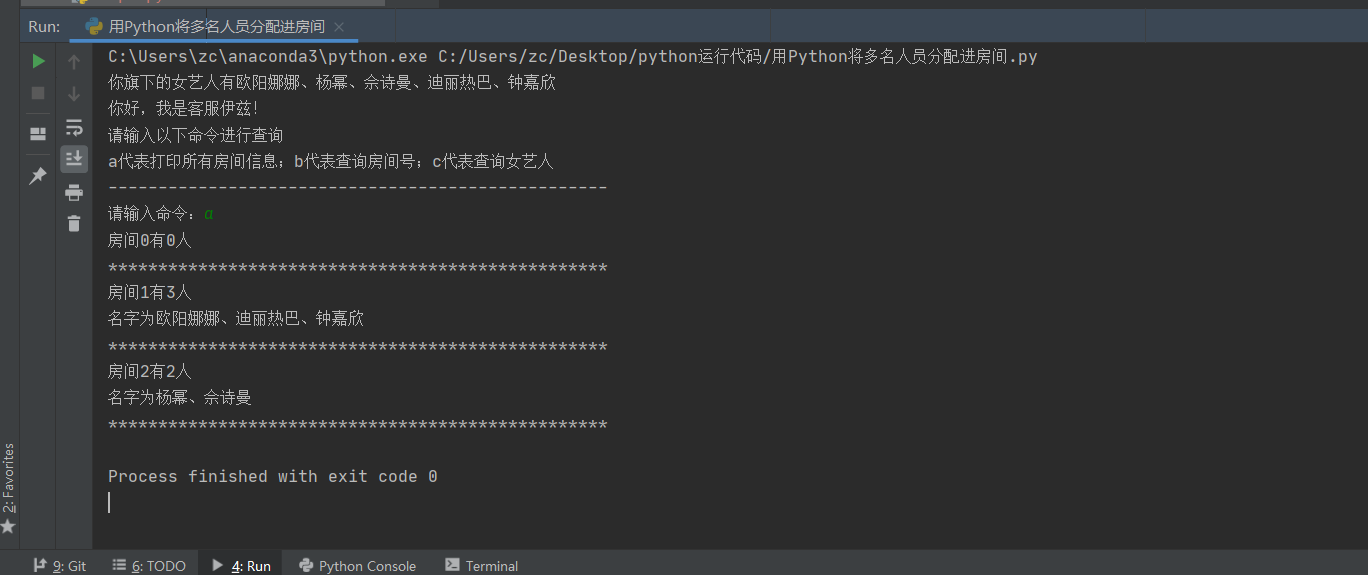 Run: 用Python将多名人员分配进房间
C:\Users\zc\anaconda3\python.exe C:/Users/zc/Desktop/python运行代码/用Python将多名人员分配进房间.py
你旗下的女艺人有欧阳娜娜、杨幂、佘诗曼、迪丽热巴、钟嘉欣
你好，我是客服伊兹！
请输入以下命令进行查询
a代表打印所有房间信息；b代表查询房间号；c代表查询女艺人
--------------------------------------------------
请输入命令：a
房间0有0人
**************************************************
房间1有3人
名字为欧阳娜娜、迪丽热巴、钟嘉欣
**************************************************
房间2有2人
名字为杨幂、佘诗曼
**************************************************
Process finished with exit code 0
2: Favorites
9: Git 6: TODO 4: Run Python Console Terminal